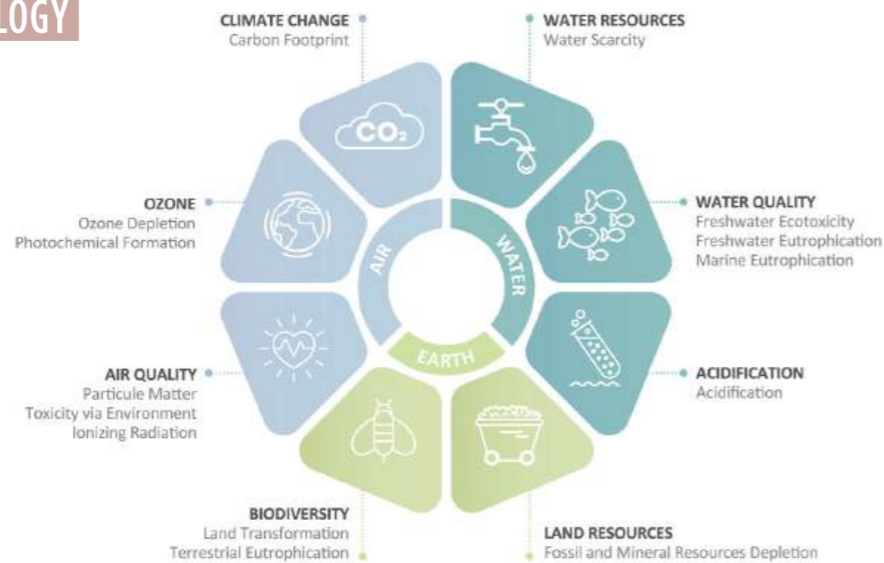 LOGY
CLIMATE CHANGE
Carbon Footprint
WATER RESOURCES
Water Scarcity
CO₂
OZONE
Ozone Depletion
Photochemical Formation
WATER QUALITY
Freshwater Ecotoxicity
Freshwater Eutrophication
Marine Eutrophication
AIR
WATER
EARTH
AIR QUALITY
Particule Matter
Toxicity via Environment
Ionizing Radiation
ACIDIFICATION
Acidification
BIODIVERSITY
Land Transformation
Terrestrial Eutrophication
LAND RESOURCES
Fossil and Mineral Resources Depletion